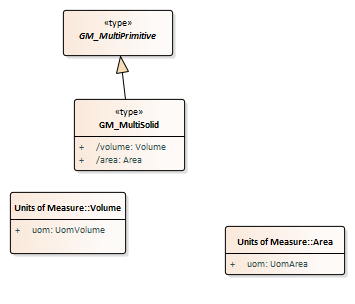 «type»
GM_MultiPrimitive
«type»
GM_MultiSolid
+ /volume: Volume
+ /area: Area
Units of Measure::Volume
+ uom: UomVolume
Units of Measure::Area
+ uom: UomArea